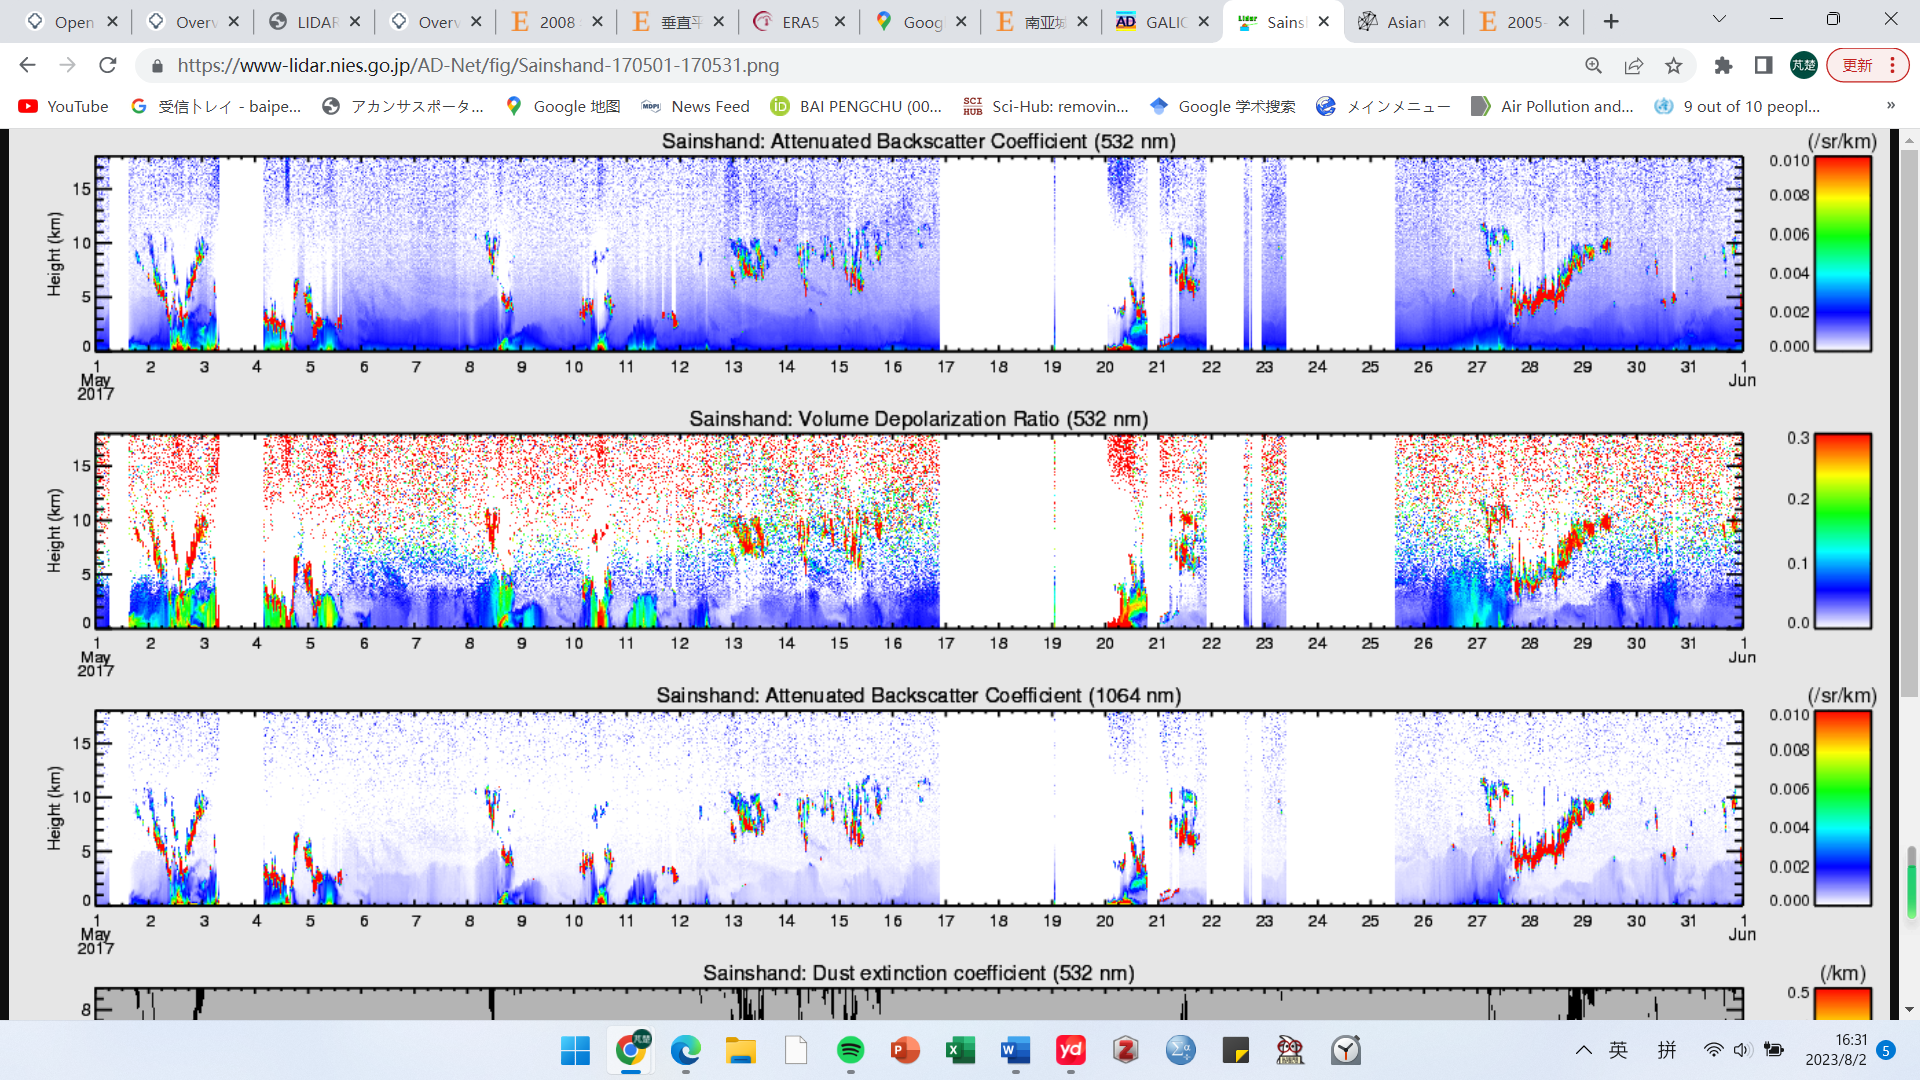 Open
Overv
LIDAR
Overv
2008
垂直平
ERA5
Goog
南亚城
GALIC
Sainsh
Asian
2005-
https://www-lidar.nies.go.jp/AD-Net/fig/Sainshand-170501-170531.png
芃楚
更新
YouTube
受信トレイ - baipe...
アカンサスポータ...
Google 地图
News Feed
BAI PENGCHU (00...
Sci-Hub: removin...
Google 学术搜索
メインメニュー
Air Pollution and...
9 out of 10 peopl...
»
Sainshand: Attenuated Backscatter Coefficient (532 nm)
(/sr/km)
Height (km)
15
10
5
0
0.010
0.008
0.006
0.004
0.002
0.000
1 2 3 4 5 6 7 8 9 10 11 12 13 14 15 16 17 18 19 20 21 22 23 24 25 26 27 28 29 30 31 1
May Jun
2017
Sainshand: Volume Depolarization Ratio (532 nm)
Height (km)
15
10
5
0
0.3
0.2
0.1
0.0
1 2 3 4 5 6 7 8 9 10 11 12 13 14 15 16 17 18 19 20 21 22 23 24 25 26 27 28 29 30 31 1
May Jun
2017
Sainshand: Attenuated Backscatter Coefficient (1064 nm)
(/sr/km)
Height (km)
15
10
5
0
0.010
0.008
0.006
0.004
0.002
0.000
1 2 3 4 5 6 7 8 9 10 11 12 13 14 15 16 17 18 19 20 21 22 23 24 25 26 27 28 29 30 31 1
May Jun
2017
Sainshand: Dust extinction coefficient (532 nm)
(/km)
8
0.5
英
拼
16:31
2023/8/2
5